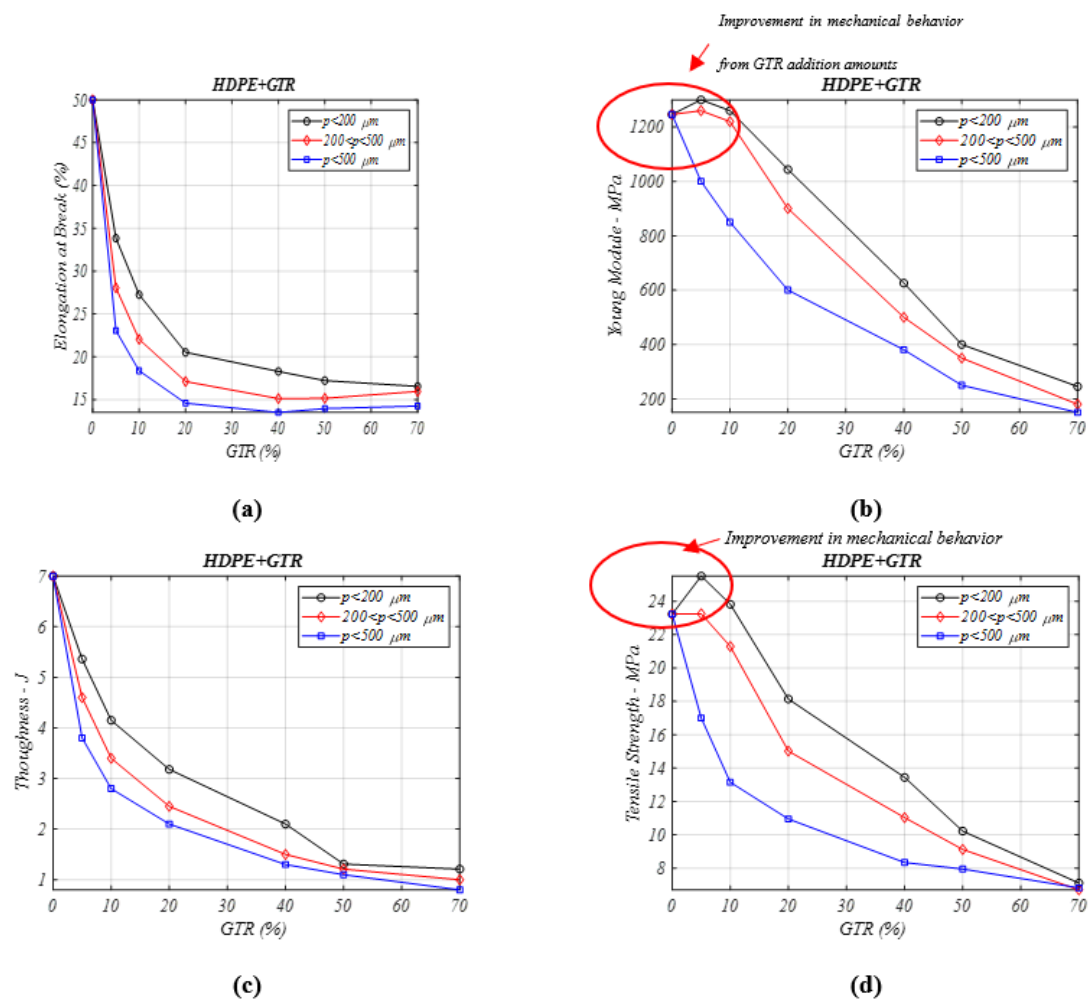 Improvement in mechanical behavior
from GTR addition amounts
HDPE+GTR
50
45
40
35
30
25
20
15
Elongation at Break (%)
p<200 μm
200<p<500 μm
p<500 μm
0 10 20 30 40 50 60 70
GTR (%)
(a)
HDPE+GTR
1200
1000
800
600
400
200
Young Module - MPa
p<200 μm
200<p<500 μm
p<500 μm
0 10 20 30 40 50 60 70
GTR (%)
(b)
HDPE+GTR
7
6
5
4
3
2
1
Thoughness - J
p<200 μm
200<p<500 μm
p<500 μm
0 10 20 30 40 50 60 70
GTR (%)
(c)
Improvement in mechanical behavior
HDPE+GTR
24
22
20
18
16
14
12
10
8
Tensile Strength - MPa
p<200 μm
200<p<500 μm
p<500 μm
0 10 20 30 40 50 60 70
GTR (%)
(d)